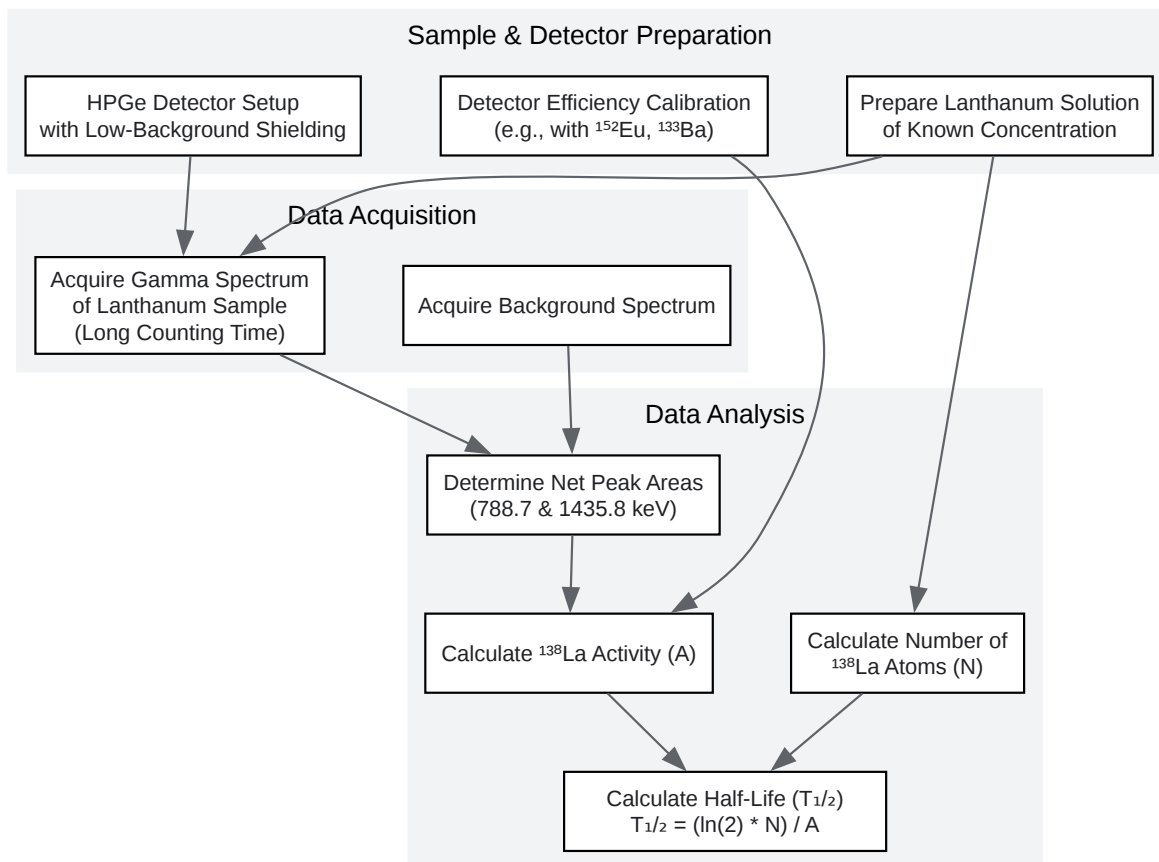 Sample & Detector Preparation
HPGe Detector Setup
with Low-Background Shielding
Detector Efficiency Calibration
(e.g., with ¹⁵²Eu, ¹³³Ba)
Prepare Lanthanum Solution
of Known Concentration
Data Acquisition
Acquire Gamma Spectrum
of Lanthanum Sample
(Long Counting Time)
Acquire Background Spectrum
Data Analysis
Determine Net Peak Areas
(788.7 & 1435.8 keV)
Calculate ¹³⁸La Activity (A)
Calculate Number of
¹³⁸La Atoms (N)
Calculate Half-Life (T₁/₂)
T₁/₂ = (ln(2) * N) / A